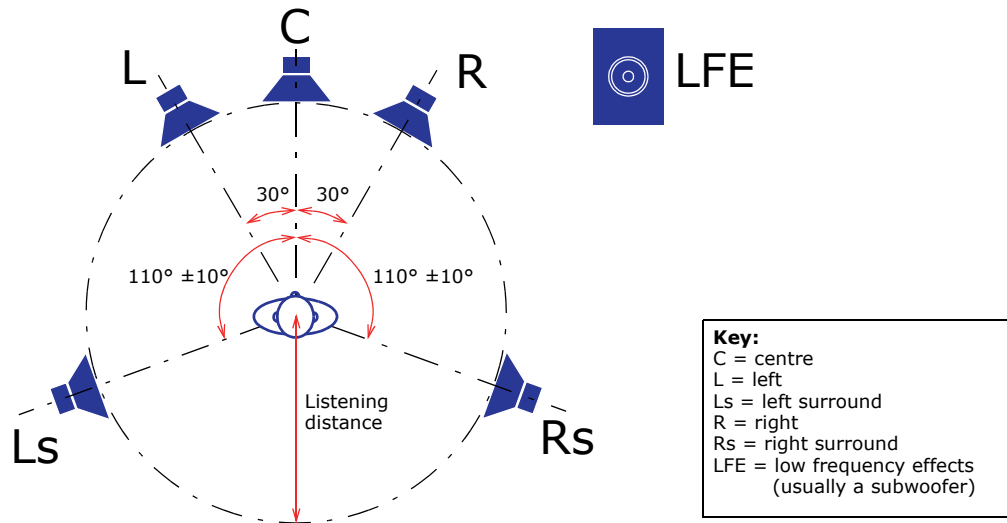 C
L
R
LFE
30°
30°
110° ±10°
110° ±10°
Listening
distance
Ls
Rs
Key:
C = centre
L = left
Ls = left surround
R = right
Rs = right surround
LFE = low frequency effects
(usually a subwoofer)